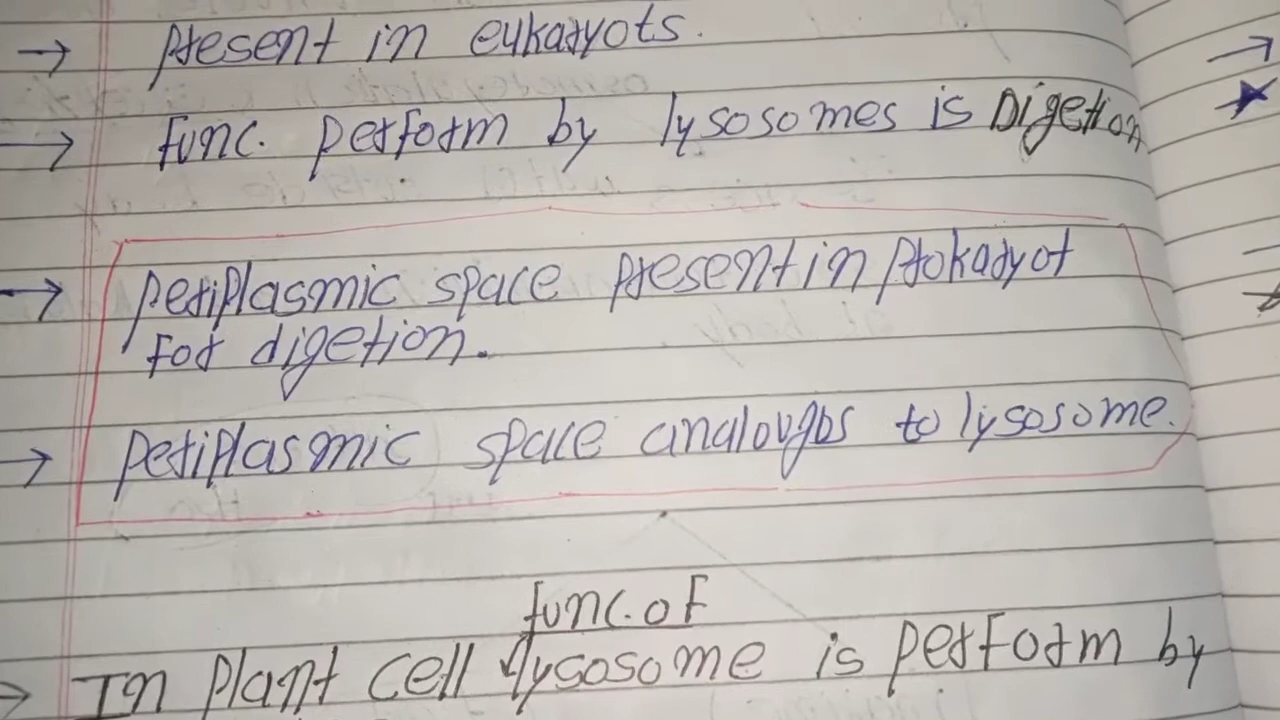 → present in eukaryots.
→ func. perform by lysosomes is Digetion
→ periplasmic space present in prokaryot
for digetion.
→ periplasmic space analougbs to lysosome.
func. of
→ In plant cell lysosome is perform by